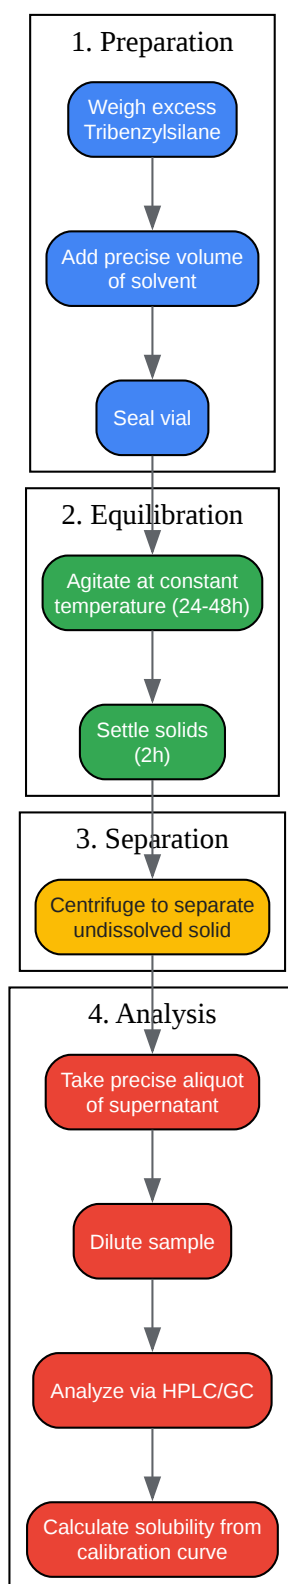 1. Preparation
Weigh excess
Tribenzylsilane
Add precise volume
of solvent
Seal vial
2. Equilibration
Agitate at constant
temperature (24-48h)
Settle solids
(2h)
3. Separation
Centrifuge to separate
undissolved solid
4. Analysis
Take precise aliquot
of supernatant
Dilute sample
Analyze via HPLC/GC
Calculate solubility from
calibration curve